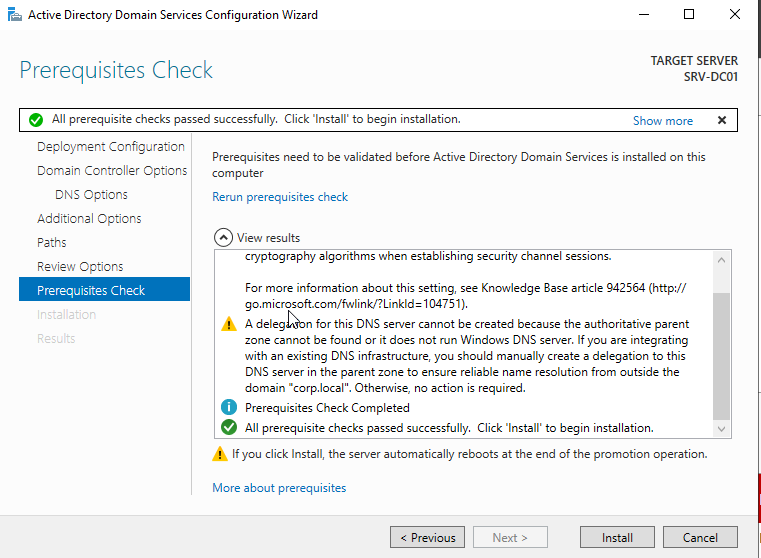 Active Directory Domain Services Configuration Wizard
Prerequisites Check
TARGET SERVER
SRV-DC01
All prerequisite checks passed successfully. Click 'Install' to begin installation.
Show more
Deployment Configuration
Domain Controller Options
DNS Options
Additional Options
Paths
Review Options
Prerequisites Check
Installation
Results
Prerequisites need to be validated before Active Directory Domain Services is installed on this
computer
Rerun prerequisites check
View results
cryptography algorithms when establishing security channel sessions.
For more information about this setting, see Knowledge Base article 942564 (http://
go.microsoft.com/fwlink/?LinkId=104751).
A delegation for this DNS server cannot be created because the authoritative parent
zone cannot be found or it does not run Windows DNS server. If you are integrating
with an existing DNS infrastructure, you should manually create a delegation to this
DNS server in the parent zone to ensure reliable name resolution from outside the
domain "corp.local". Otherwise, no action is required.
Prerequisites Check Completed
All prerequisite checks passed successfully. Click 'Install' to begin installation.
If you click Install, the server automatically reboots at the end of the promotion operation.
More about prerequisites
< Previous
Next >
Install
Cancel